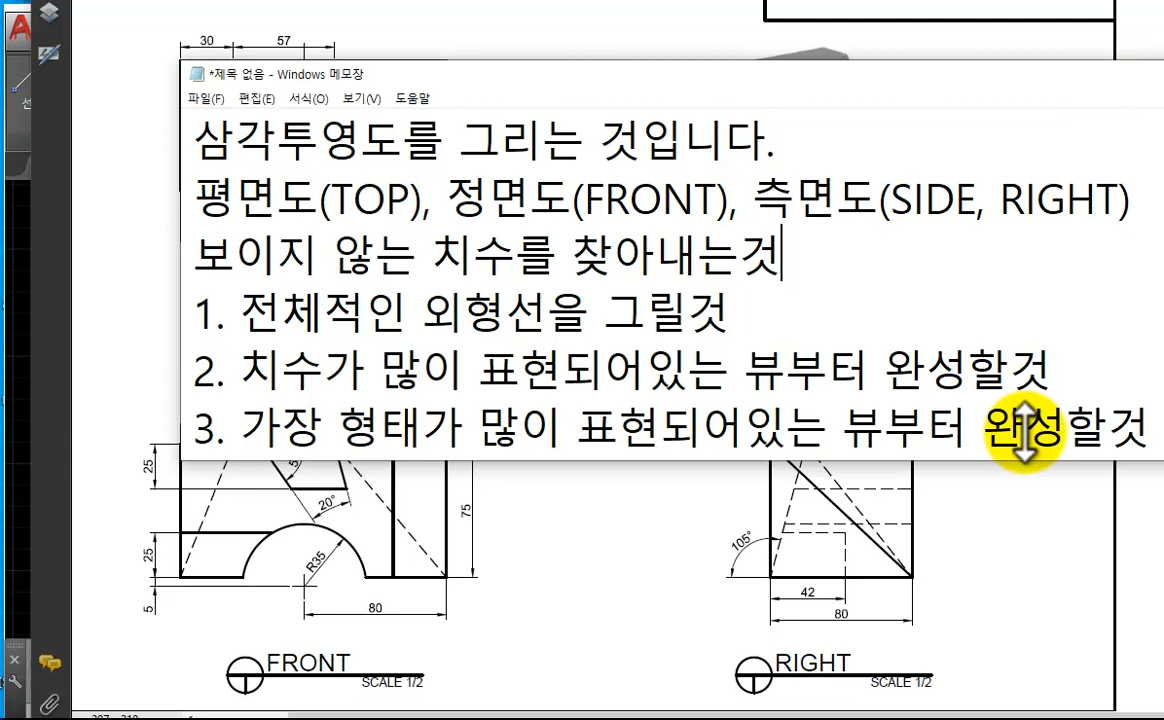 30 57
*제목 없음 - Windows 메모장
파일(F) 편집(E) 서식(O) 보기(V) 도움말
삼각투영도를 그리는 것입니다.
평면도(TOP), 정면도(FRONT), 측면도(SIDE, RIGHT)
보이지 않는 치수를 찾아내는것
1. 전체적인 외형선을 그릴것
2. 치수가 많이 표현되어있는 뷰부터 완성할것
3. 가장 형태가 많이 표현되어있는 뷰부터 완성할것
25
20°
75
25
R35
105°
5
80
42
80
FRONT
SCALE 1/2
RIGHT
SCALE 1/2